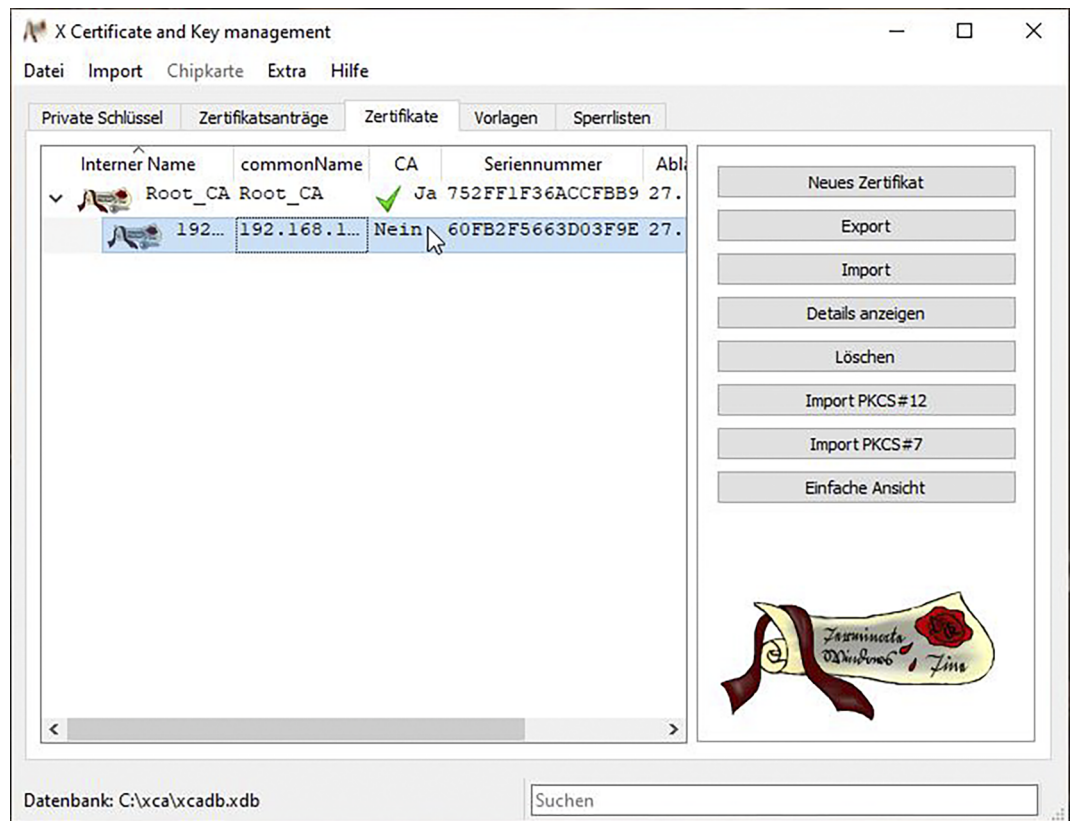 X Certificate and Key management
Datei Import Chipkarte Extra Hilfe
Private Schlüssel Zertifikatsanträge Zertifikate Vorlagen Sperrlisten
Interner Name commonName CA Seriennummer Abla
Root_CA Root_CA Ja 752FF1F36ACCFBB9 27.
192... 192.168.1... Nein 60FB2F5663D03F9E 27.
Neues Zertifikat
Export
Import
Details anzeigen
Löschen
Import PKCS#12
Import PKCS#7
Einfache Ansicht
Windows
Datenbank: C:\xca\xcadb.xdb
Suchen